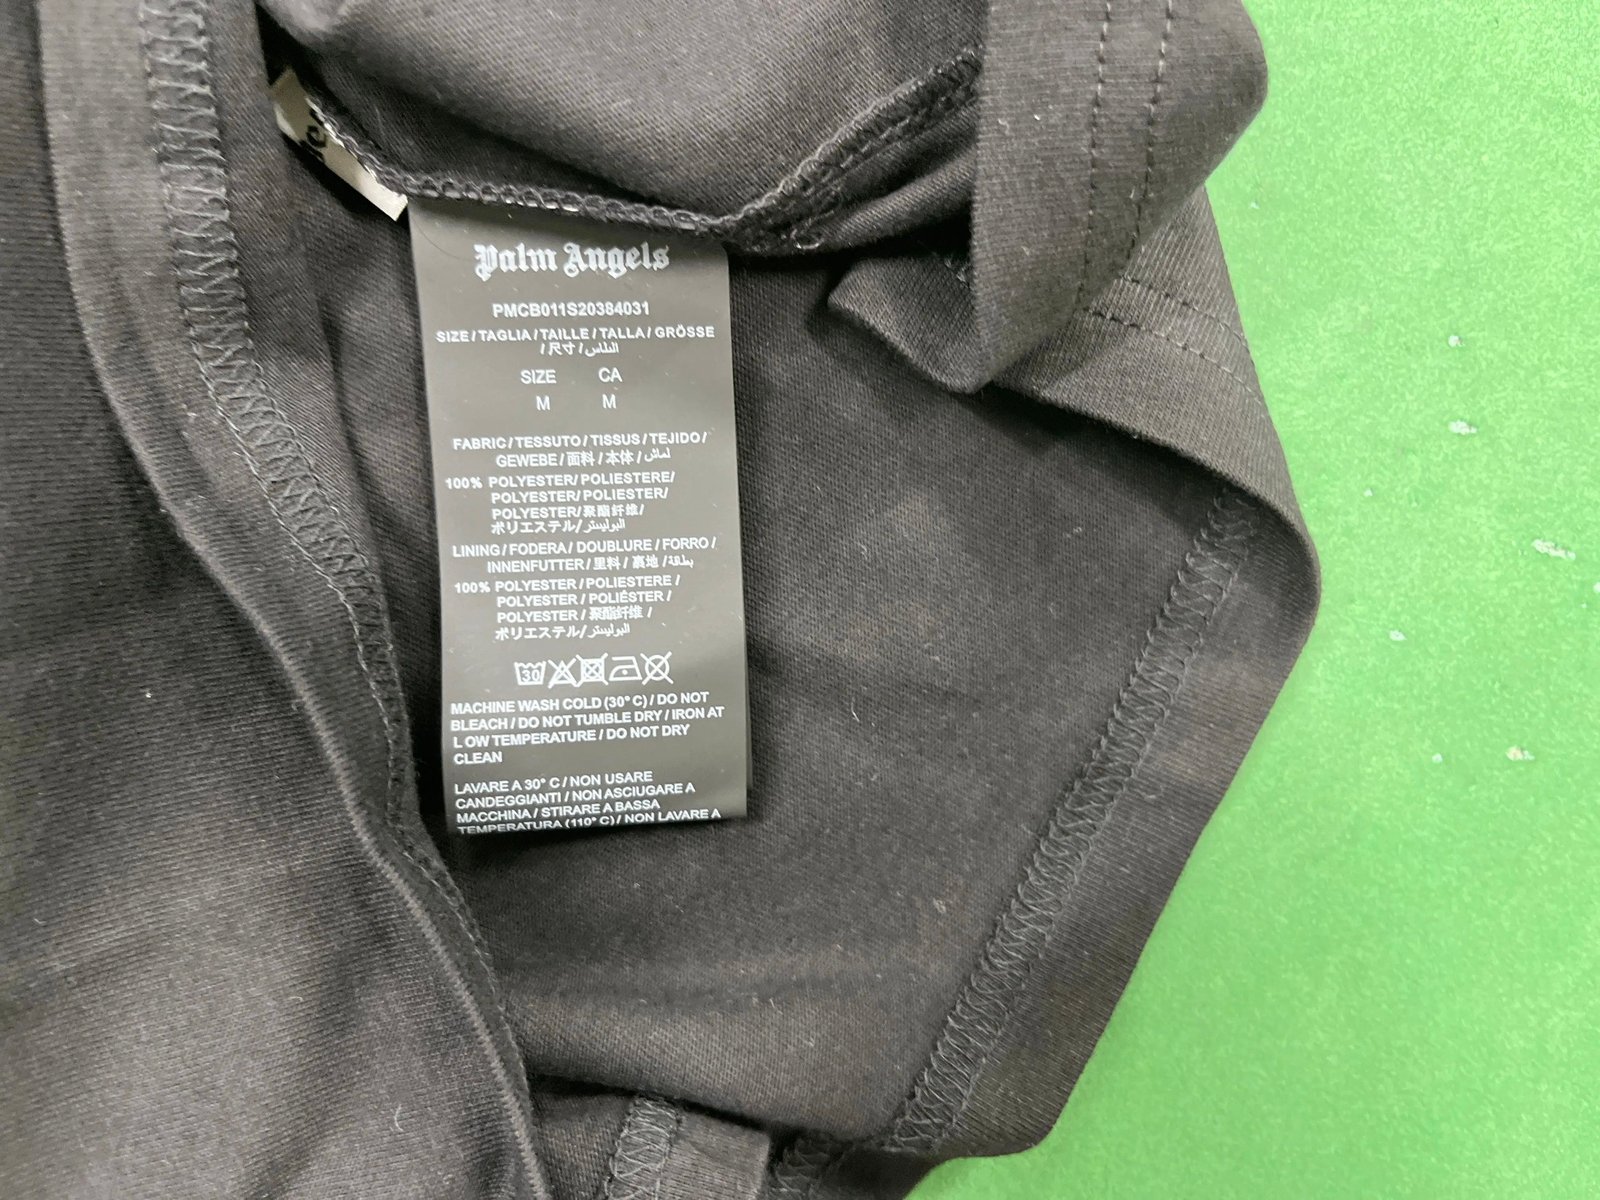 Palm Angels
PMCB011S20384031
SIZE / TAGLIA / TAILLE / TALLA / GRÖSSE
/ 尺寸 / الطاس
SIZE CA
M M
FABRIC / TESSUTO / TISSUS / TEJIDO /
GEWEBE / 面料 / 本体 / لماش
100% POLYESTER/ POLIESTERE/
POLYESTER/ POLIESTER/
POLYESTER/聚酯纤维/
ポリエステル/ البوليستر
LINING / FODERA / DOUBLURE / FORRO /
INNENFUTTER / 里料 / 裏地 / بطاقة
100% POLYESTER / POLIESTERE /
POLYESTER / POLIÉSTER /
POLYESTER / 聚酯纤维 /
ポリエステル/ البوليستر
30
MACHINE WASH COLD (30° C) / DO NOT
BLEACH / DO NOT TUMBLE DRY / IRON AT
L OW TEMPERATURE / DO NOT DRY
CLEAN
LAVARE A 30° C / NON USARE
CANDEGGIANTI / NON ASCIUGARE A
MACCHINA / STIRARE A BASSA
TEMPERATURA (110° C) / NON LAVARE A